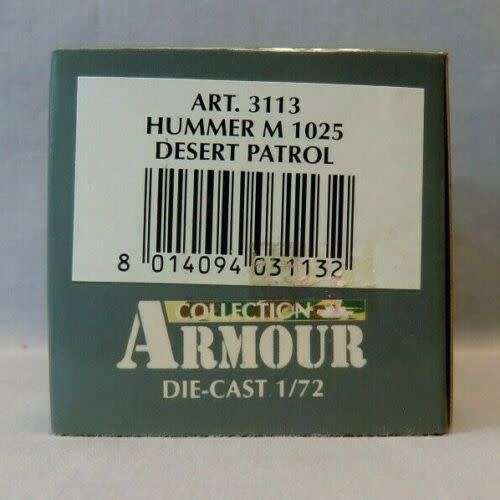 ART. 3113
HUMMER M 1025
DESERT PATROL
8 014094 031132
COLLECTION
ARMOUR
DIE-CAST 1/72